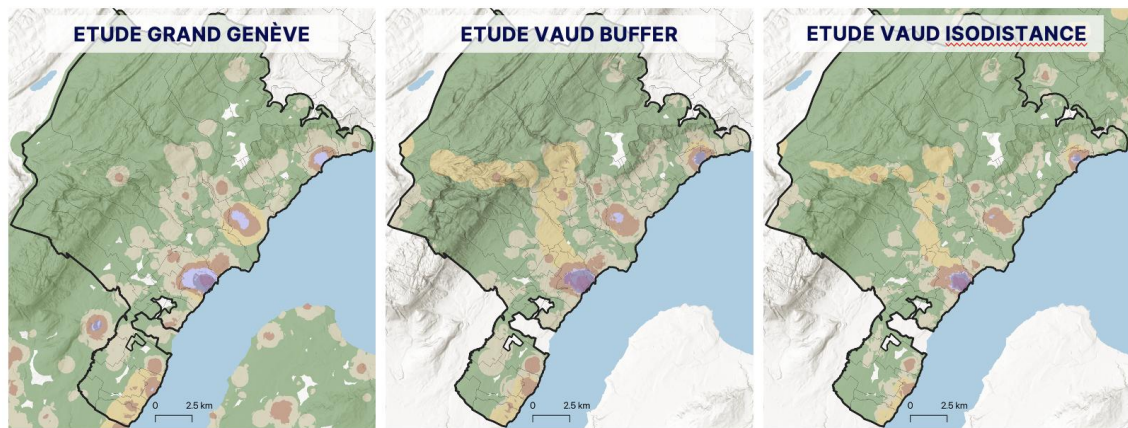 ETUDE GRAND GENÈVE
ETUDE VAUD BUFFER
ETUDE VAUD ISODISTANCE
0 2.5 km
0 2.5 km
0 2.5 km